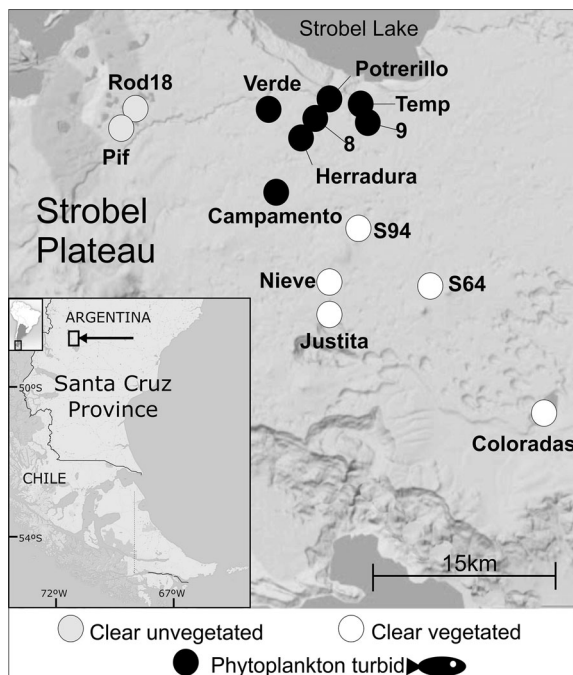 Strobel Lake
Rod18
Verde
Potrerillo
Temp
Pif
8
9
Herradura
Strobel
Plateau
Campamento
S94
Nieve
S64
Justita
Coloradas
15km
ARGENTINA
50ºS
Santa Cruz
Province
CHILE
54ºS
72ºW
67ºW
Clear unvegetated
Clear vegetated
Phytoplankton turbid